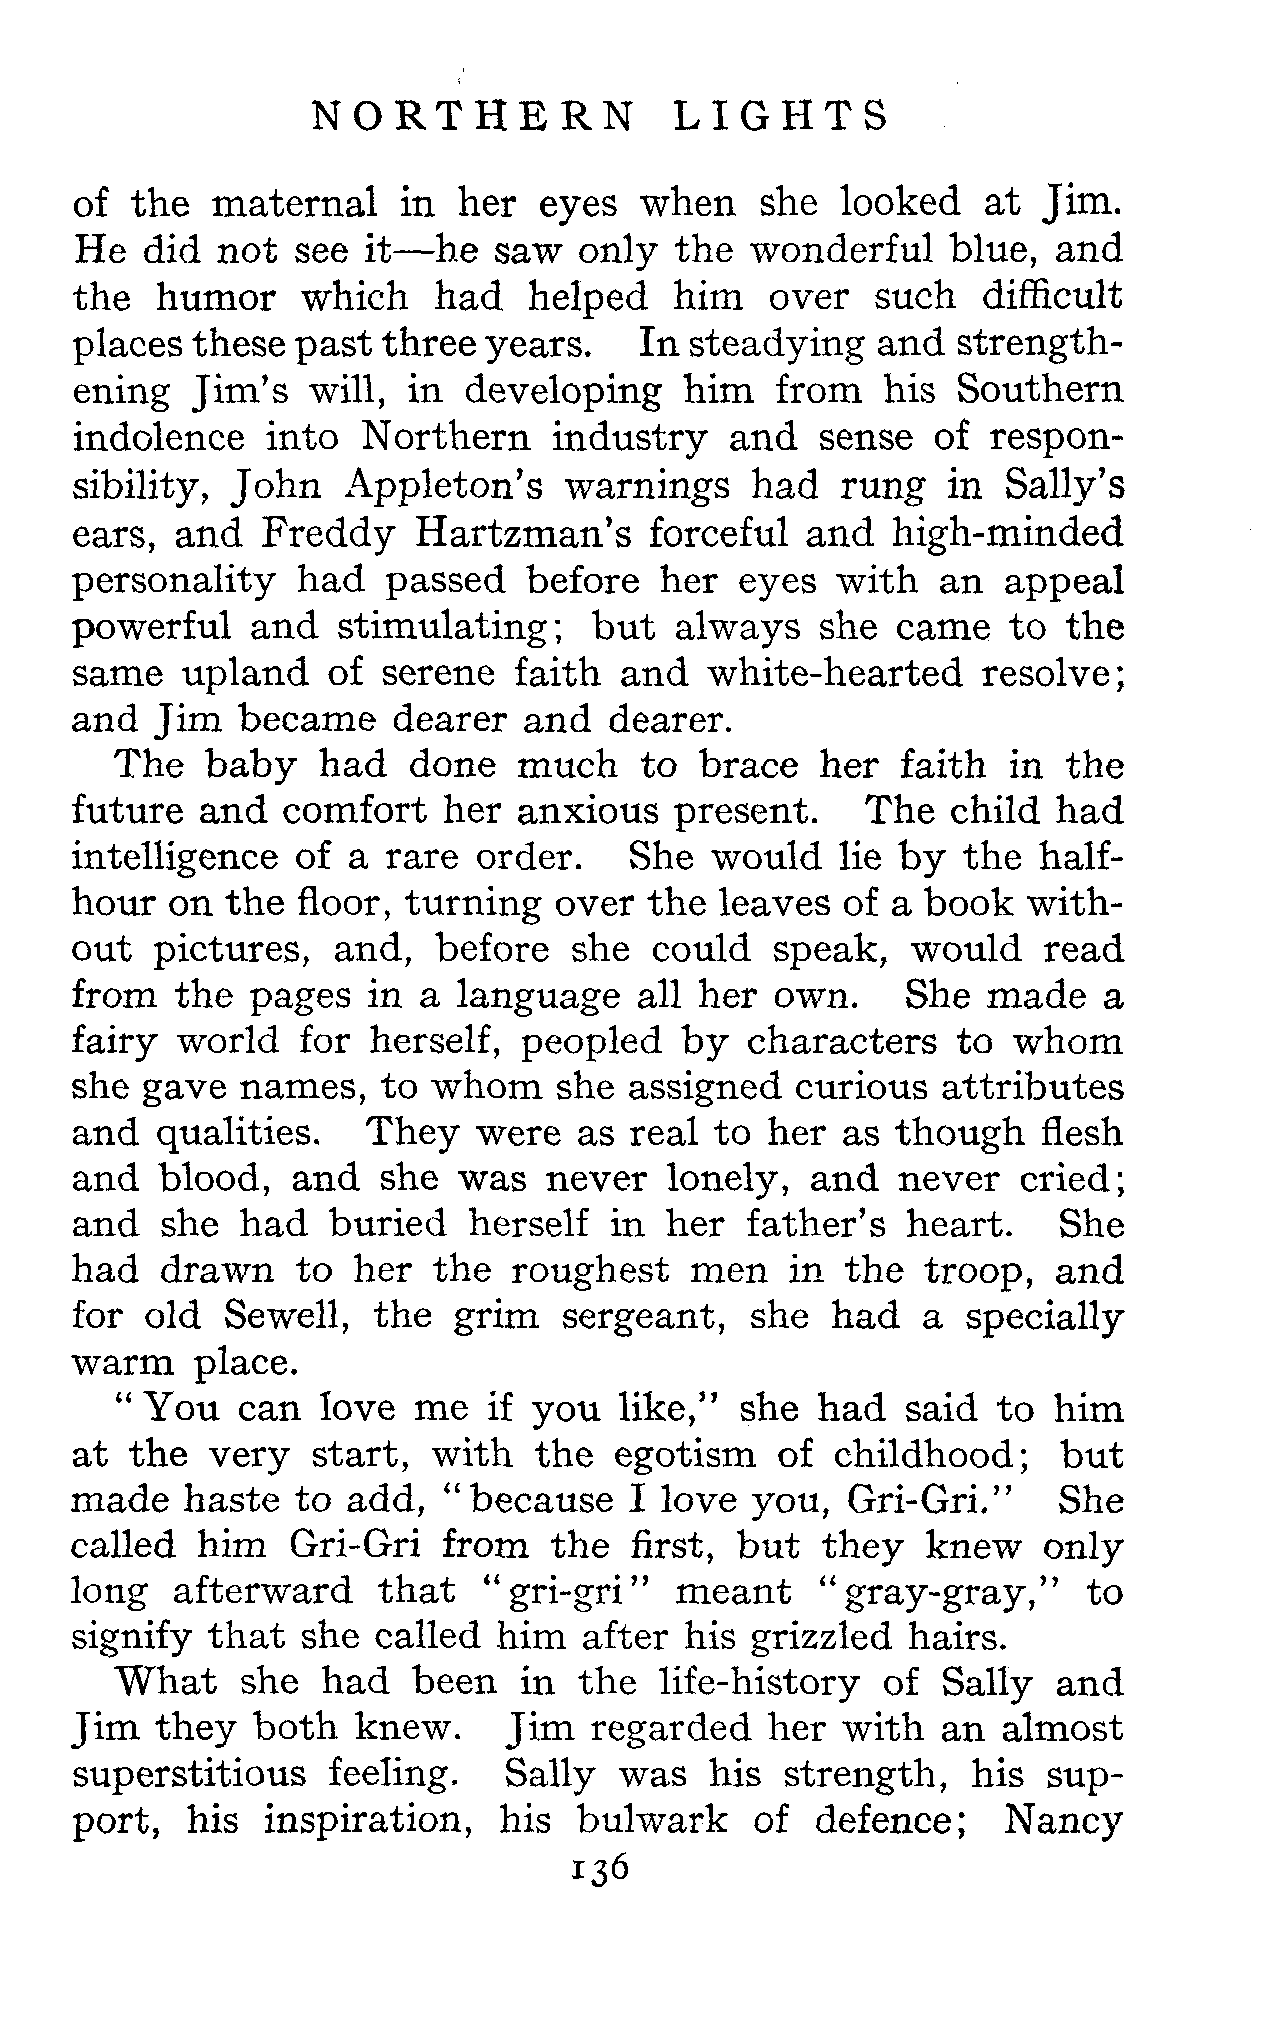 NORTHERN LIGHTS
of the maternal in her eyes when she looked at Jim.
He did not see it—he saw only the wonderful blue, and
the humor which had helped him over such difficult
places these past three years. In steadying and strength-
ening Jim's will, in developing him from his Southern
indolence into Northern industry and sense of respon-
sibility, John Appleton's warnings had rung in Sally's
ears, and Freddy Hartzman's forceful and high-minded
personality had passed before her eyes with an appeal
powerful and stimulating; but always she came to the
same upland of serene faith and white-hearted resolve;
and Jim became dearer and dearer.
The baby had done much to brace her faith in the
future and comfort her anxious present. The child had
intelligence of a rare order. She would lie by the half-
hour on the floor, turning over the leaves of a book with-
out pictures, and, before she could speak, would read
from the pages in a language all her own. She made a
fairy world for herself, peopled by characters to whom
she gave names, to whom she assigned curious attributes
and qualities. They were as real to her as though flesh
and blood, and she was never lonely, and never cried;
and she had buried herself in her father's heart. She
had drawn to her the roughest men in the troop, and
for old Sewell, the grim sergeant, she had a specially
warm place.
"You can love me if you like," she had said to him
at the very start, with the egotism of childhood; but
made haste to add, "because I love you, Gri-Gri." She
called him Gri-Gri from the first, but they knew only
long afterward that "gri-gri" meant "gray-gray," to
signify that she called him after his grizzled hairs.
What she had been in the life-history of Sally and
Jim they both knew. Jim regarded her with an almost
superstitious feeling. Sally was his strength, his sup-
port, his inspiration, his bulwark of defence; Nancy
136